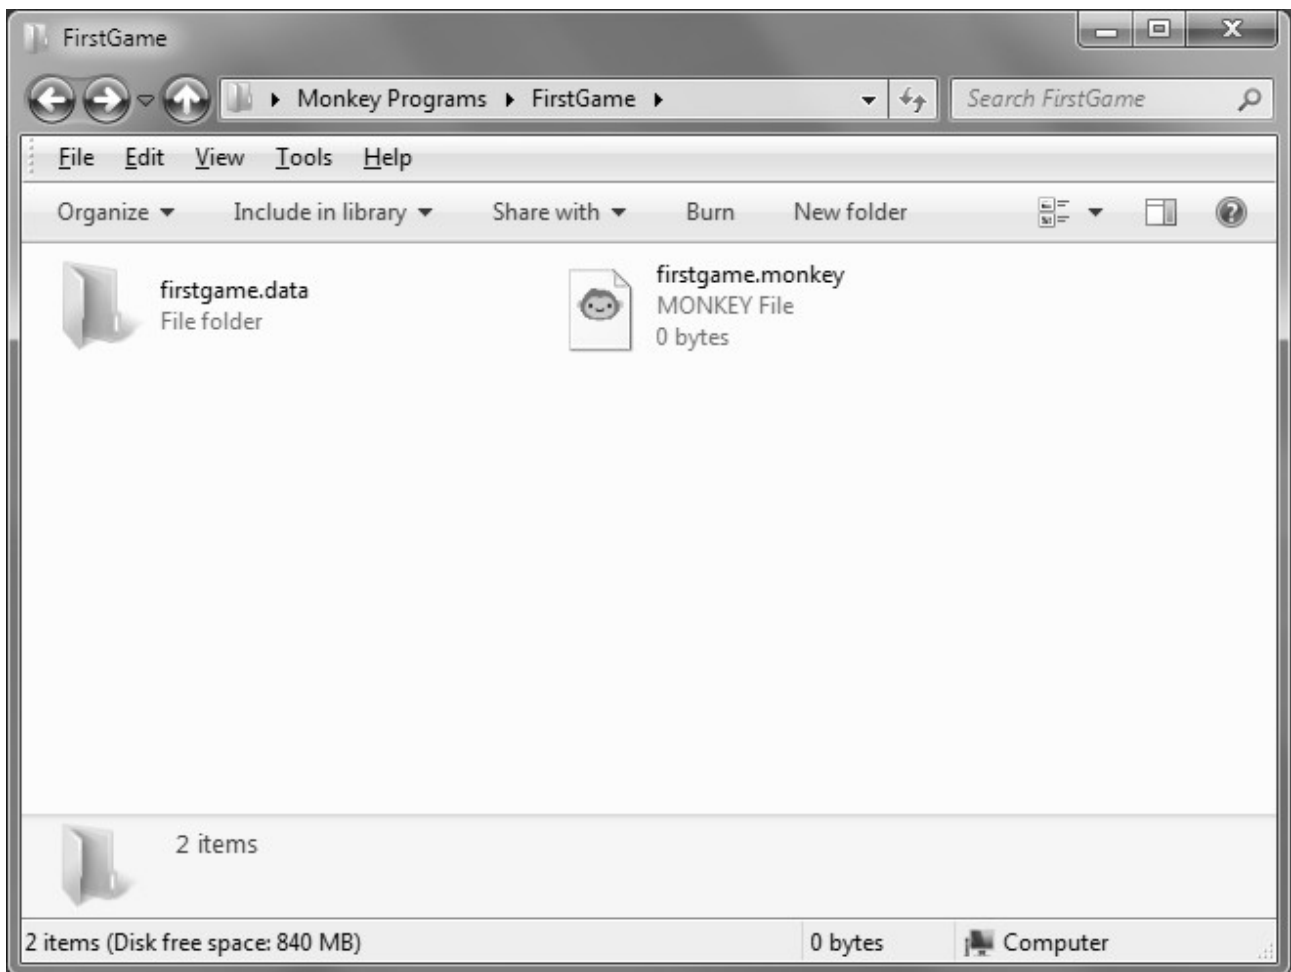 FirstGame
Monkey Programs FirstGame Search FirstGame
File Edit View Tools Help
Organize Include in library Share with Burn New folder
firstgame.data
File folder
firstgame.monkey
MONKEY File
0 bytes
2 items
2 items (Disk free space: 840 MB) 0 bytes Computer